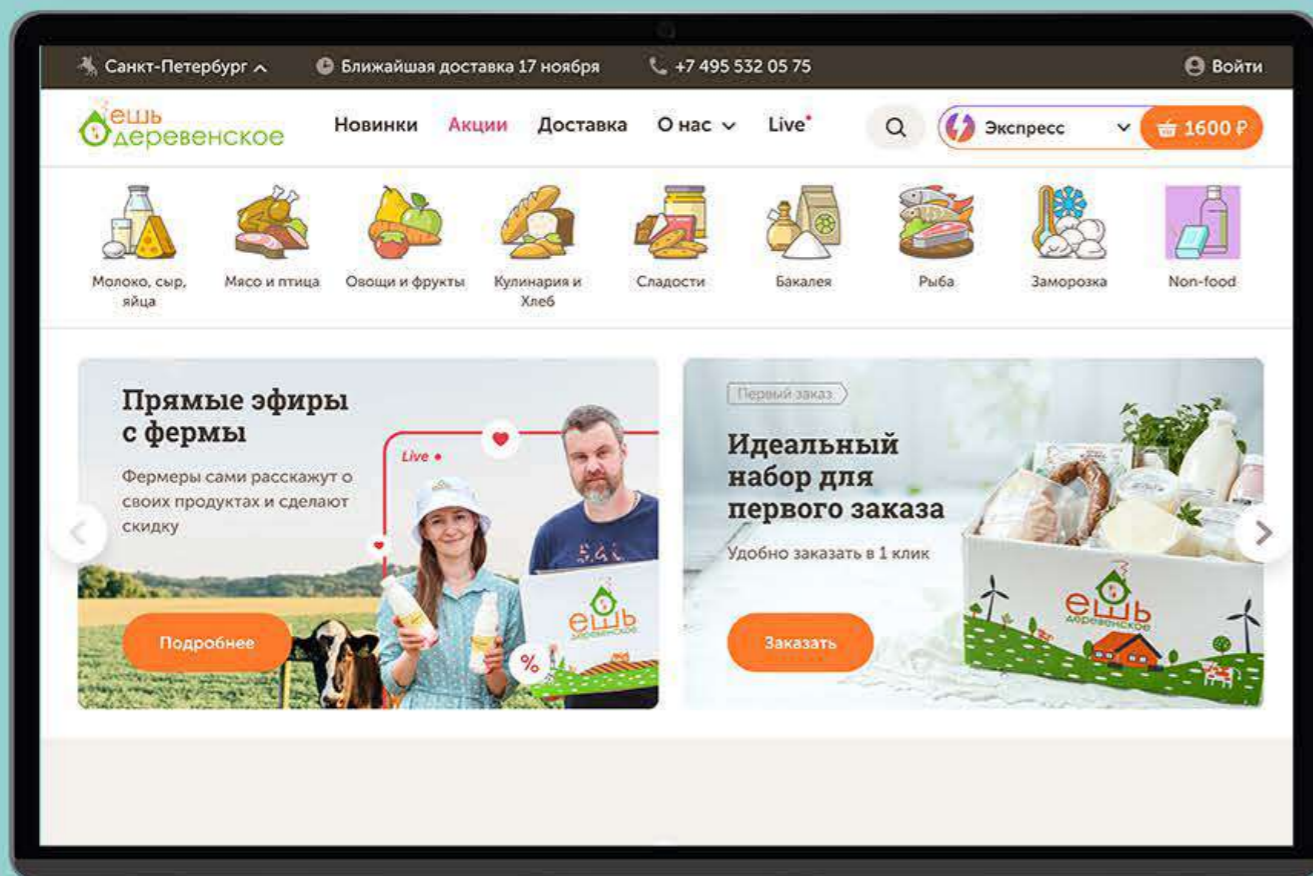 Санкт-Петербург
Ближайшая доставка 17 ноября
+7 495 532 05 75
Войти
ешь
деревенское
Новинки
Акции
Доставка
О нас
Live
Экспресс
1600 ₽
Молоко, сыр,
яйца
Мясо и птица
Овощи и фрукты
Кулинария и
Хлеб
Сладости
Бакалея
Рыба
Заморозка
Non-food
Прямые эфиры
с фермы
Фермеры сами расскажут о
своих продуктах и сделают
скидку
Подробнее
Live
%
ешь
деревенское
Первый заказ
Идеальный
набор для
первого заказа
Удобно заказать в 1 клик
Заказать
ешь
деревенское